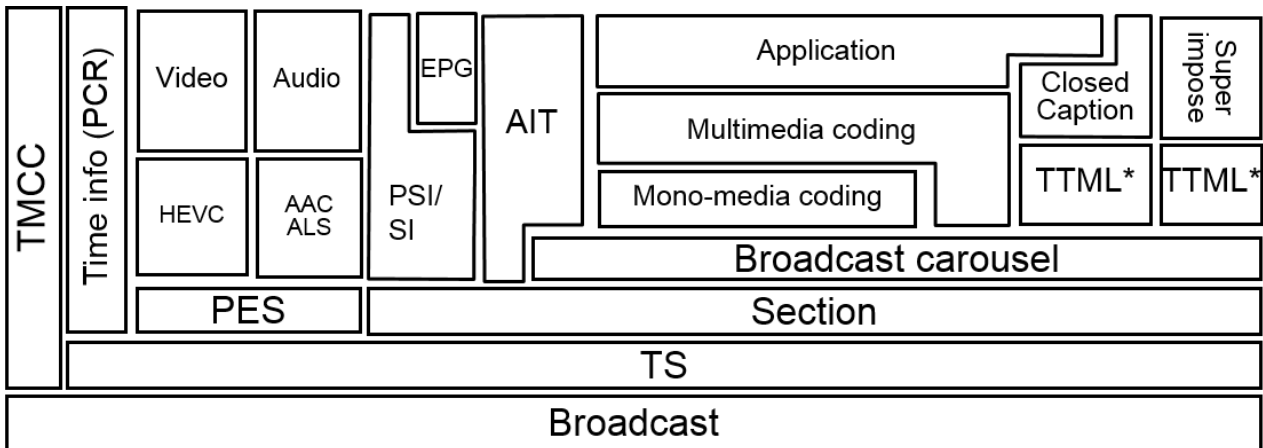 TMCC
Time info (PCR)
Video
Audio
EPG
AIT
Application
Closed
Caption
Super
impose
Multimedia coding
HEVC
AAC
ALS
PSI/
SI
Mono-media coding
TTML*
TTML*
Broadcast carousel
PES
Section
TS
Broadcast